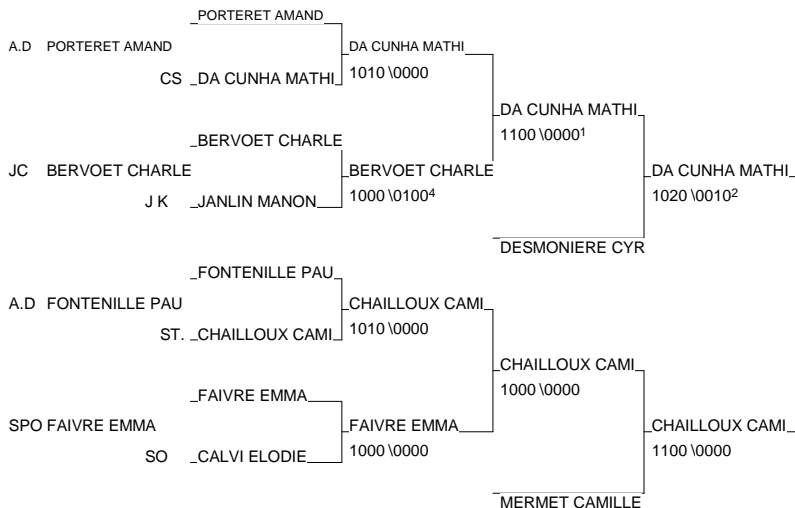 PORTERET AMAND
A.D PORTERET AMAND
DA CUNHA MATHI
CS DA CUNHA MATHI
1010 \0000
DA CUNHA MATHI
1100 \0000¹
BERVOET CHARLE
JC BERVOET CHARLE
BERVOET CHARLE
DA CUNHA MATHI
J K JANLIN MANON
1000 \0100⁴
1020 \0010²
DESMONIERE CYR
FONTENILLE PAU
A.D FONTENILLE PAU
CHAILLOUX CAMI
ST. CHAILLOUX CAMI
1010 \0000
CHAILLOUX CAMI
1000 \0000
FAIVRE EMMA
SPO FAIVRE EMMA
FAIVRE EMMA
CHAILLOUX CAMI
SO CALVI ELODIE
1000 \0000
1100 \0000
MERMET CAMILLE